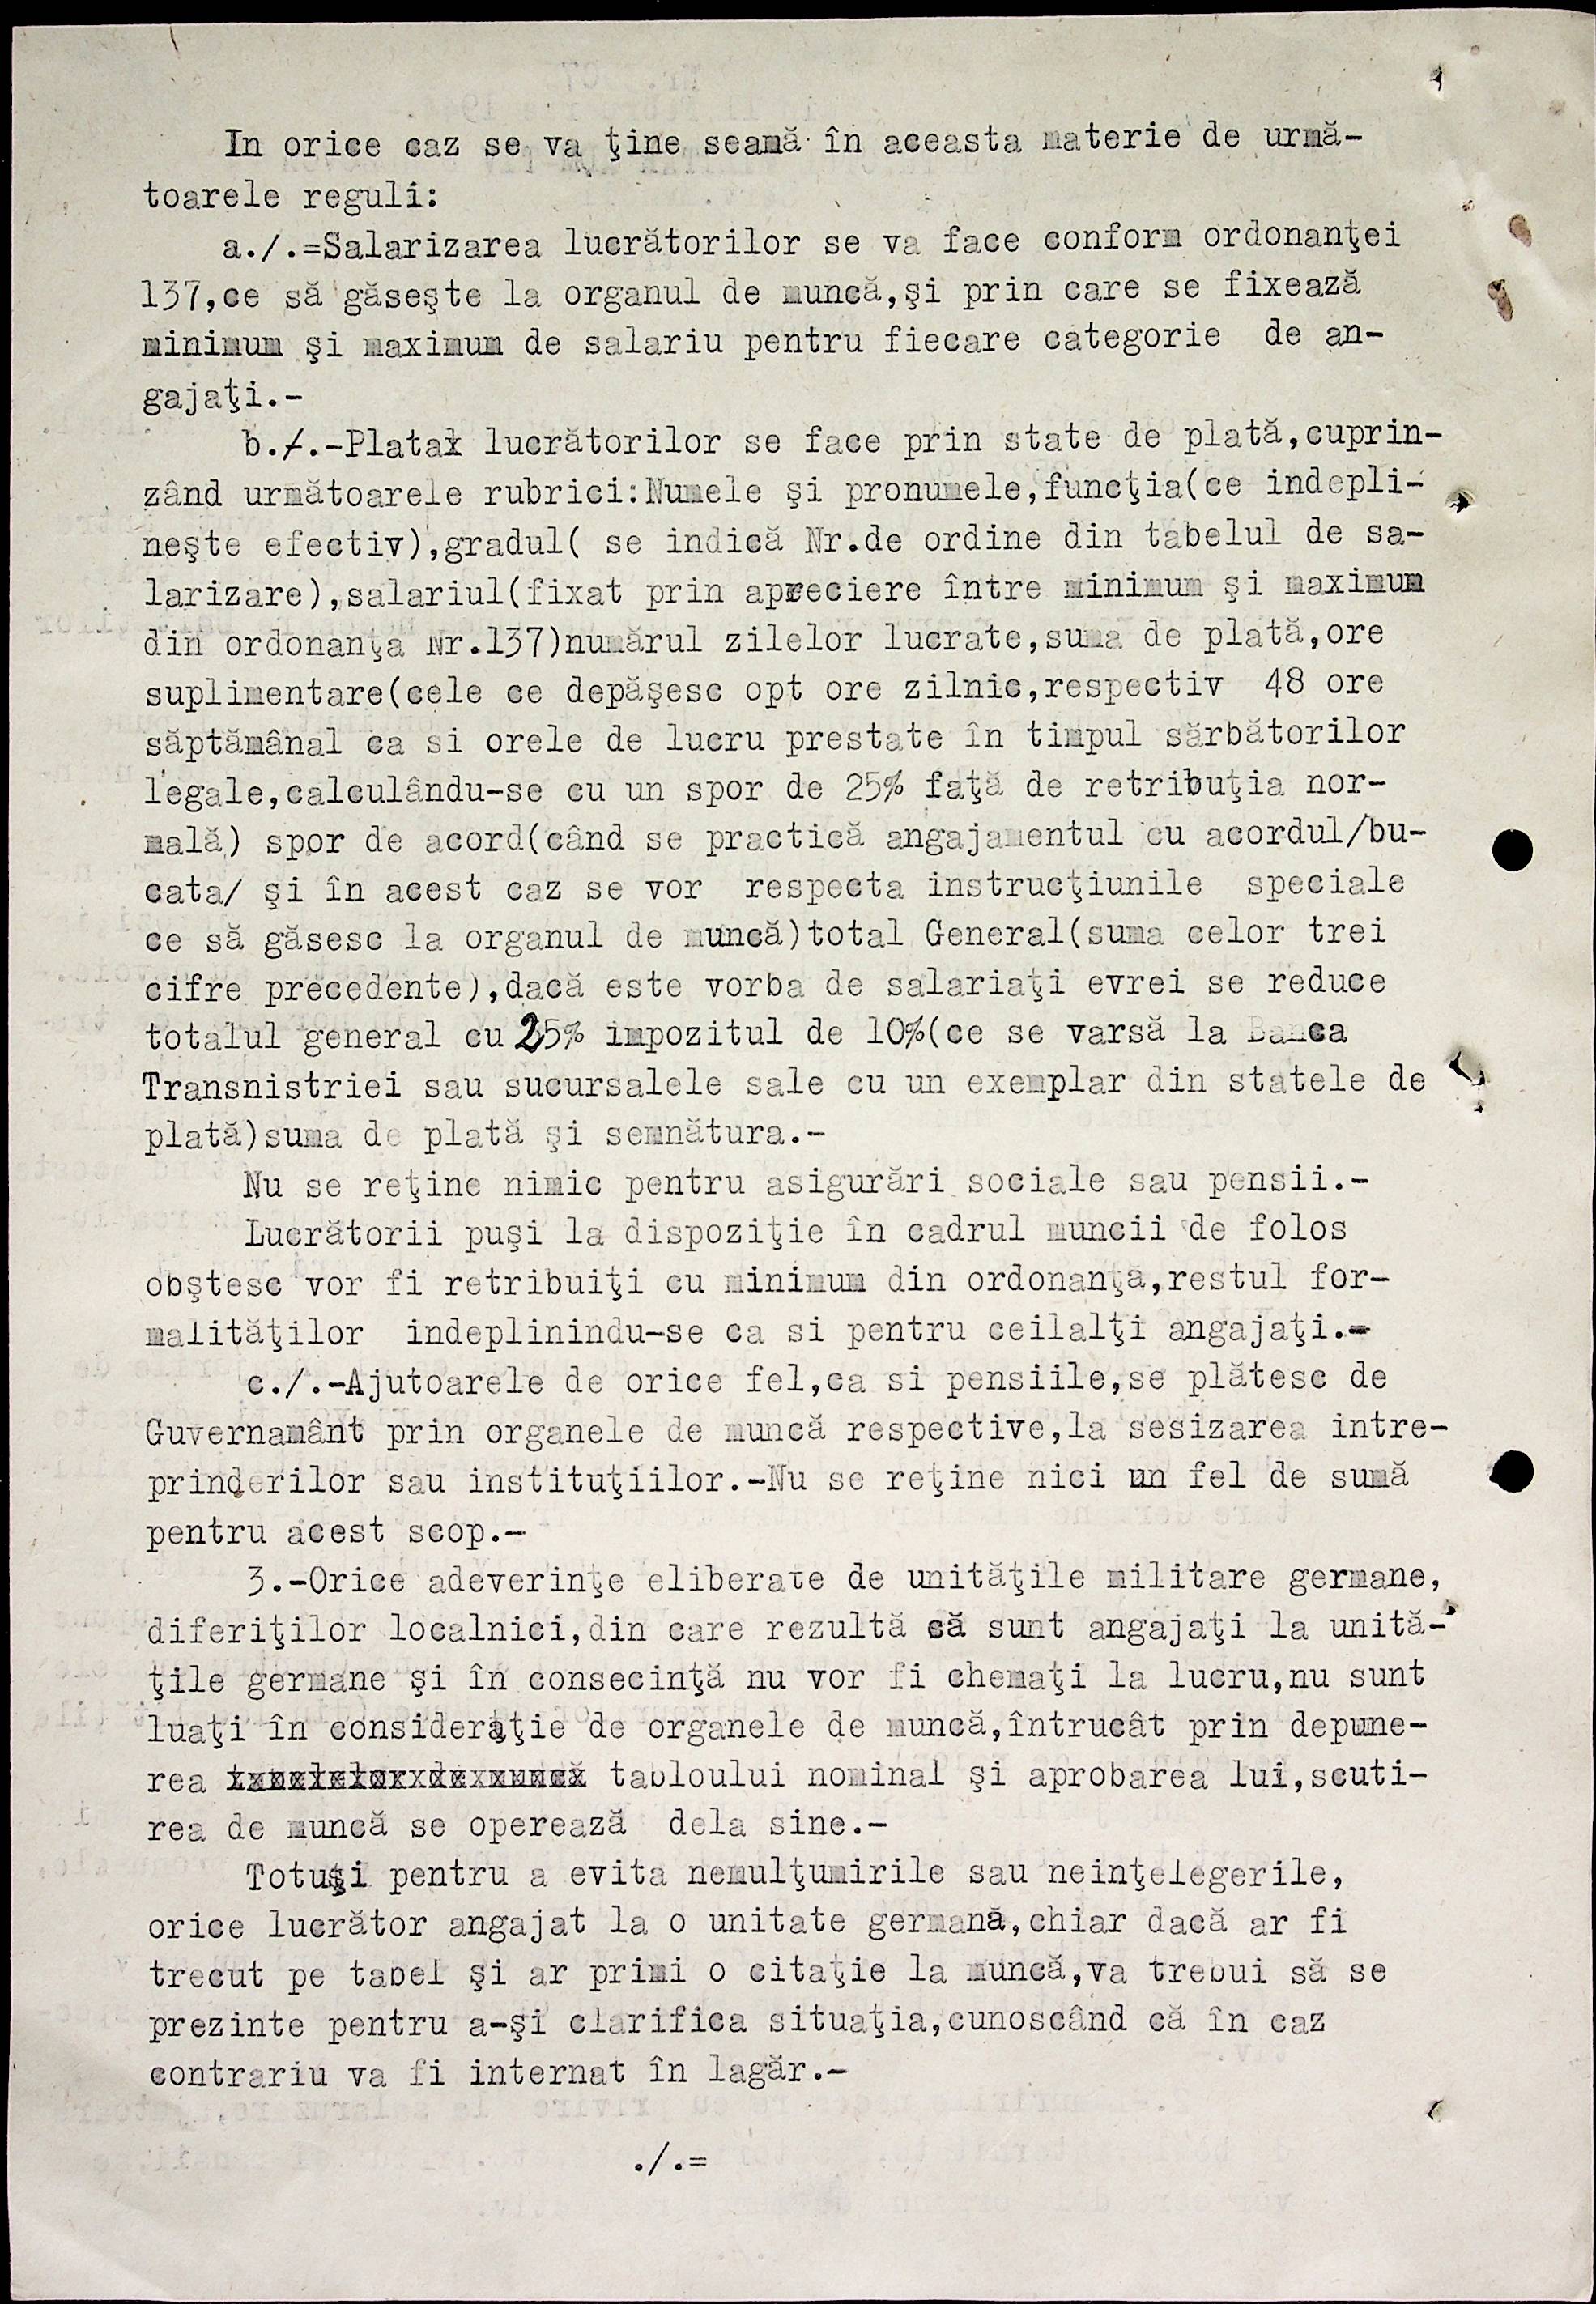 In orice caz se va ţine seamă în aceasta materie de urmă-
toarele reguli:
a./.=Salarizarea lucrătorilor se va face conform ordonanţei
137,ce să găseşte la organul de muncă,şi prin care se fixează
minimum şi maximum de salariu pentru fiecare categorie de an-
gajaţi.-
b./.-Plata lucrătorilor se face prin state de plată,cuprin-
zând următoarele rubrici:Numele şi pronumele,funcţia(ce indepli-
neşte efectiv),gradul( se indică Nr.de ordine din tabelul de sa-
larizare),salariul(fixat prin apreciere între minimum şi maximum
din ordonanţa Nr.137)numărul zilelor lucrate,suma de plată,ore
suplimentare(cele ce depăşesc opt ore zilnic,respectiv 48 ore
săptămânal ca si orele de lucru prestate în timpul sărbătorilor
legale,calculându-se cu un spor de 25% faţă de retribuţia nor-
mală) spor de acord(când se practică angajamentul cu acordul/bu-
cata/ şi în acest caz se vor respecta instrucţiunile speciale
ce să găsesc la organul de muncă)total General(suma celor trei
cifre precedente),dacă este vorba de salariaţi evrei se reduce
totalul general cu 25% impozitul de 10%(ce se varsă la Banca
Transnistriei sau sucursalele sale cu un exemplar din statele de
plată)suma de plată şi semnătura.-
Nu se reţine nimic pentru asigurări sociale sau pensii.-
Lucrătorii puşi la dispoziţie în cadrul muncii de folos
obştesc vor fi retribuiţi cu minimum din ordonanţă,restul for-
malităţilor indeplinindu-se ca si pentru ceilalţi angajaţi.-
c./.-Ajutoarele de orice fel,ca si pensiile,se plătesc de
Guvernamânt prin organele de muncă respective,la sesizarea intre-
prinderilor sau instituţiilor.-Nu se reţine nici un fel de sumă
pentru acest scop.-
3.-Orice adeverinţe eliberate de unităţile militare germane,
diferiţilor localnici,din care rezultă că sunt angajaţi la unită-
ţile germane şi în consecinţă nu vor fi chemaţi la lucru,nu sunt
luaţi în consideraţie de organele de muncă,întrucât prin depune-
rea tabloului nominal şi aprobarea lui,scuti-
rea de muncă se operează dela sine.-
Totuşi pentru a evita nemulţumirile sau neinţelegerile,
orice lucrător angajat la o unitate germană,chiar dacă ar fi
trecut pe tabel şi ar primi o citaţie la muncă,va trebui să se
prezinte pentru a-şi clarifica situaţia,cunoscând că în caz
contrariu va fi internat în lagăr.-
./.=